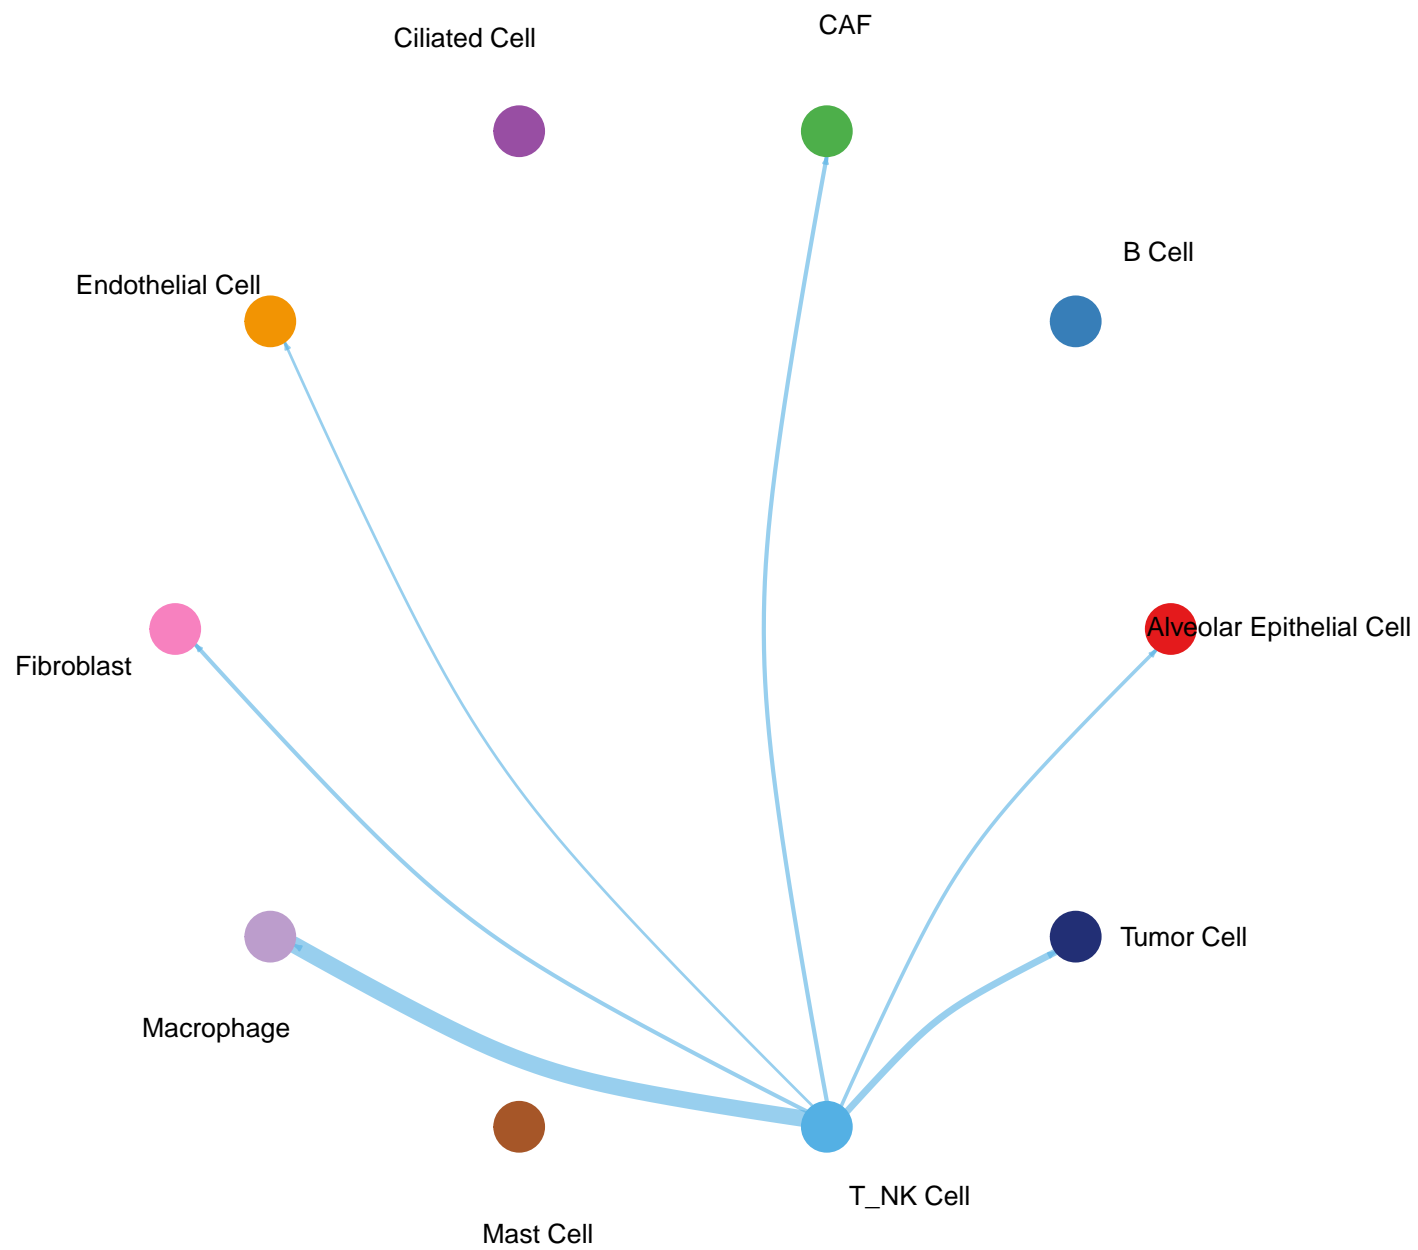 CAF
Ciliated Cell
B Cell
Endothelial Cell
Alveolar Epithelial Cell
Fibroblast
Tumor Cell
Macrophage
T_NK Cell
Mast Cell